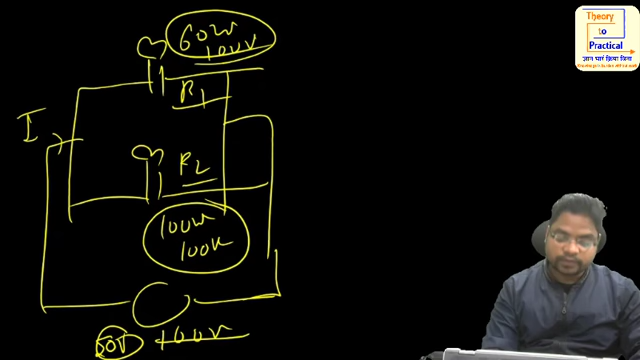 60W
100V
R1
I
R2
100W
100V
50V 100V
Theory
to
Practical
ज्ञानं भारं क्रिया बिना